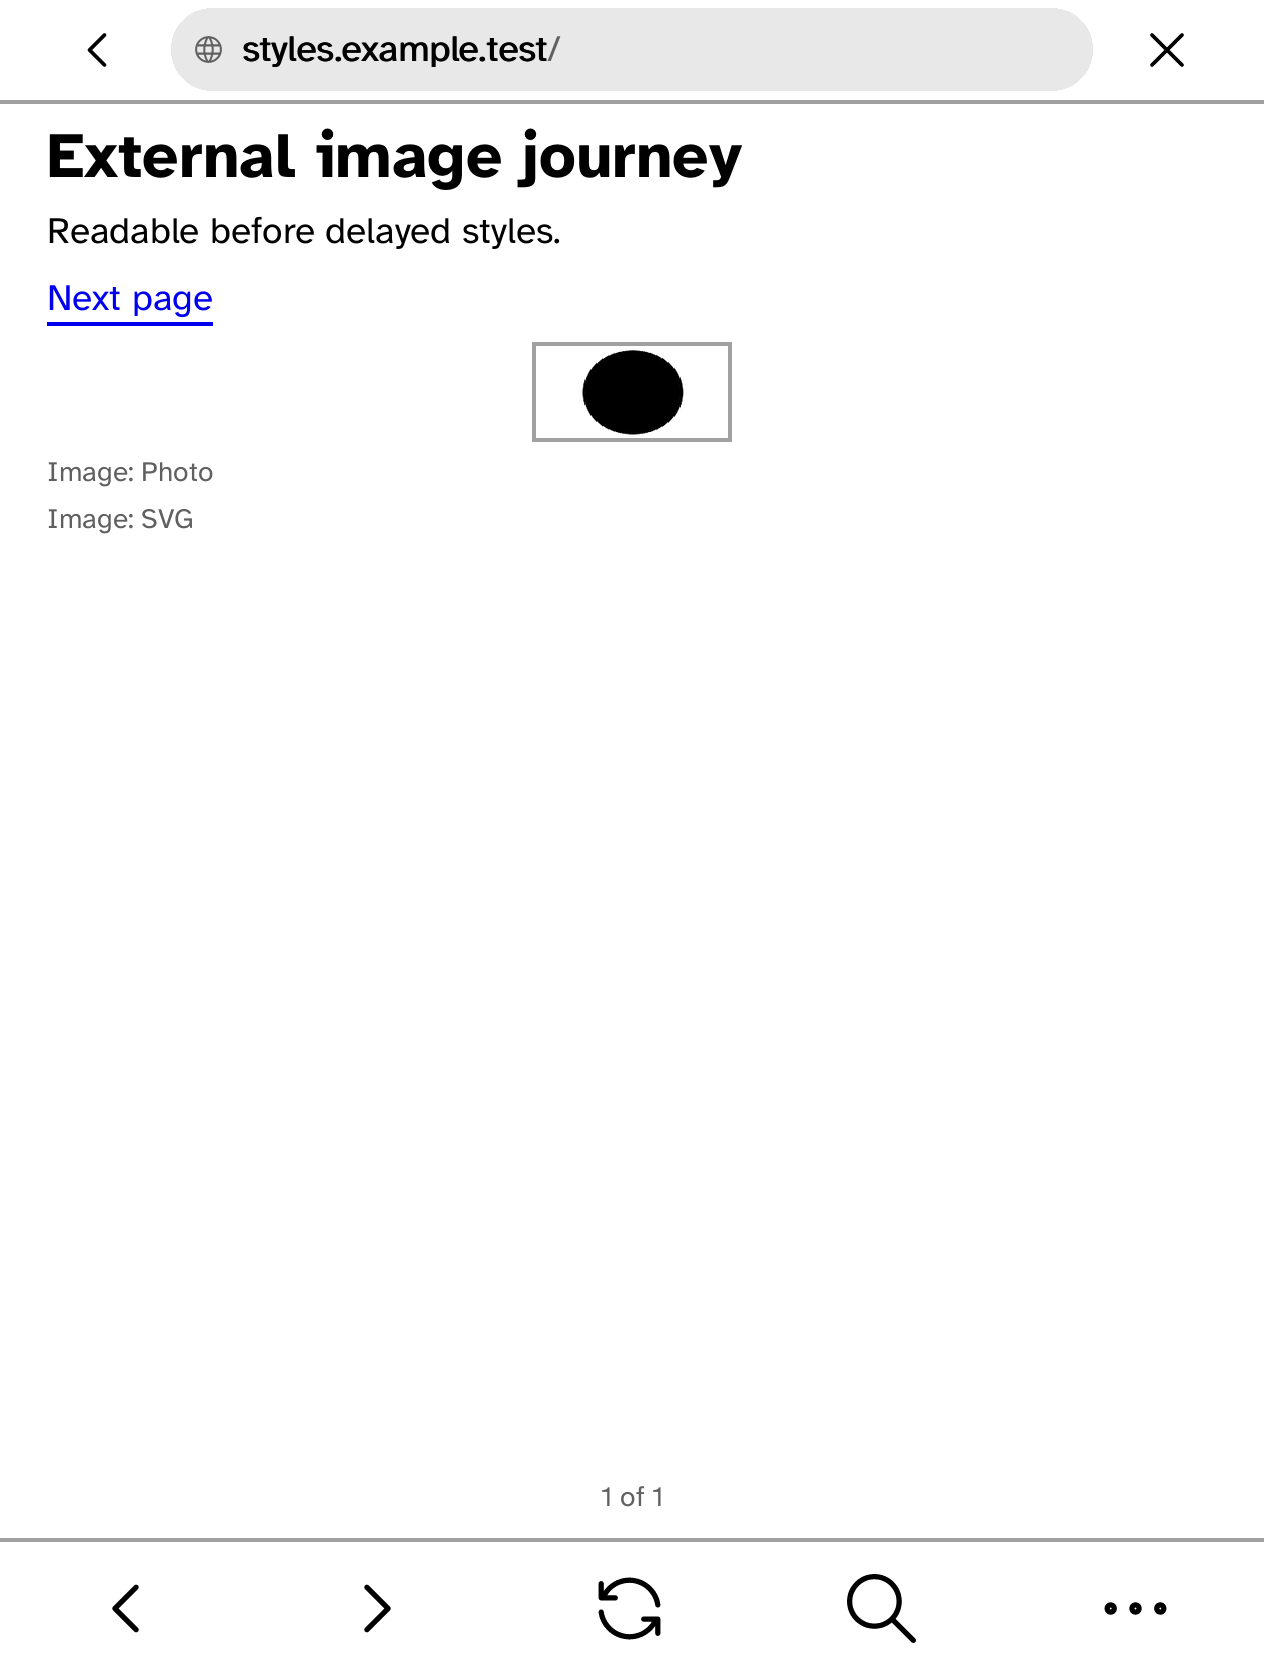 styles.example.test/
External image journey
Readable before delayed styles.
Next page
Image: Photo
Image: SVG
1 of 1